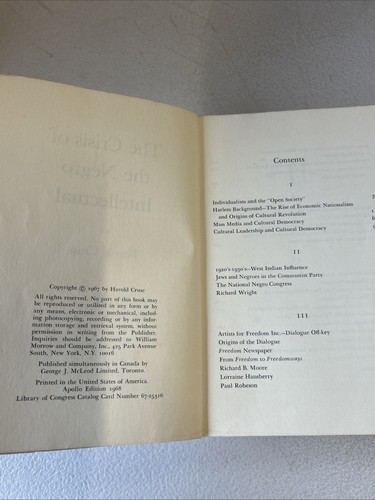 The Crisis of
the Negro
Intellectual
Copyright © 1967 by Harold Cruse
All rights reserved. No part of this book may
be reproduced or utilized in any form or by
any means, electronic or mechanical, includ-
ing photocopying, recording or by any infor-
mation storage and retrieval system, without
permission in writing from the Publisher.
Inquiries should be addressed to William
Morrow and Company, Inc., 425 Park Avenue
South, New York, N.Y. 10016
Published simultaneously in Canada by
George J. McLeod Limited, Toronto.
Printed in the United States of America.
Apollo Edition 1968
Library of Congress Catalog Card Number 67-25316
Contents
I
Individualism and the "Open Society"
Harlem Background—The Rise of Economic Nationalism
and Origins of Cultural Revolution
Mass Media and Cultural Democracy
Cultural Leadership and Cultural Democracy
II
1920's-1930's—West Indian Influence
Jews and Negroes in the Communist Party
The National Negro Congress
Richard Wright
III
Artists for Freedom Inc.—Dialogue Off-key
Origins of the Dialogue
Freedom Newspaper
From Freedom to Freedomways
Richard B. Moore
Lorraine Hansberry
Paul Robeson